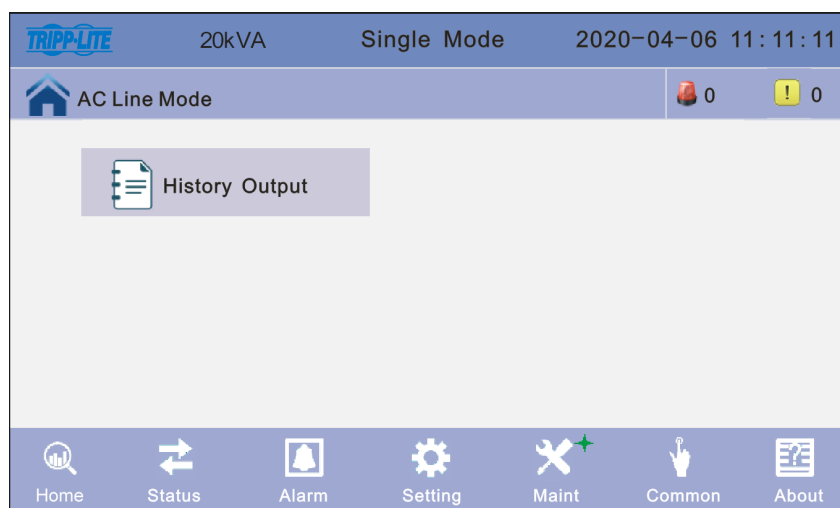 TRIPP·LITE 20kVA Single Mode 2020-04-06 11:11:11
AC Line Mode 0 ! 0
History Output
Home Status Alarm Setting Maint Common About